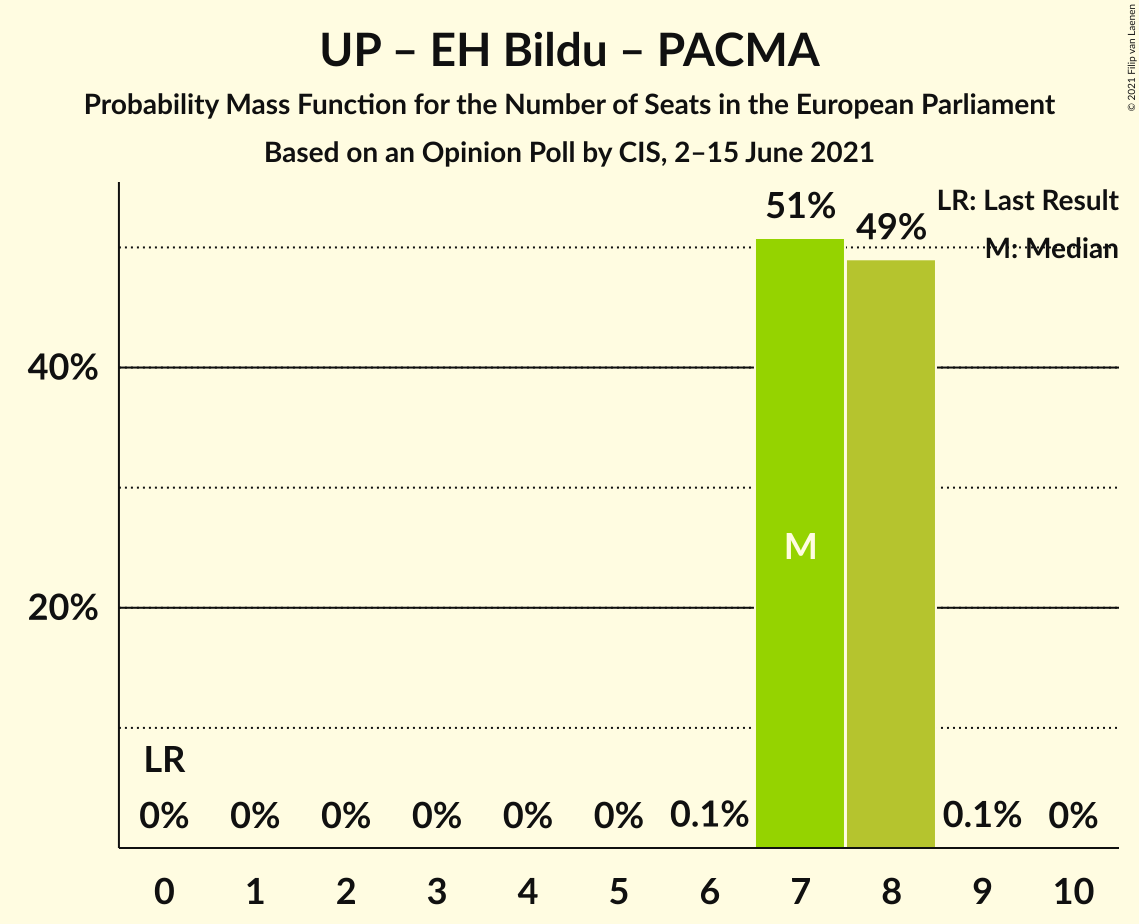 UP – EH Bildu – PACMA
Probability Mass Function for the Number of Seats in the European Parliament
Based on an Opinion Poll by CIS, 2–15 June 2021
© 2021 Filip van Laenen
LR: Last Result
M: Median
51%
49%
40%
20%
M
LR
0%
0%
0%
0%
0%
0%
0.1%
0.1%
0%
0 1 2 3 4 5 6 7 8 9 10